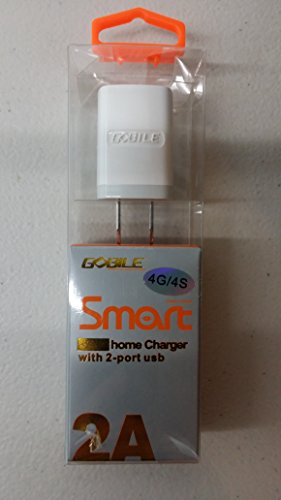 GOBILE
GOBILE
4G/4S
Smart
home Charger
with 2-port usb
2A